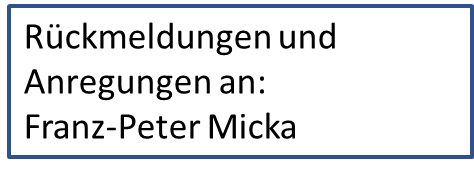 Rückmeldungen und
Anregungen an:
Franz-Peter Micka